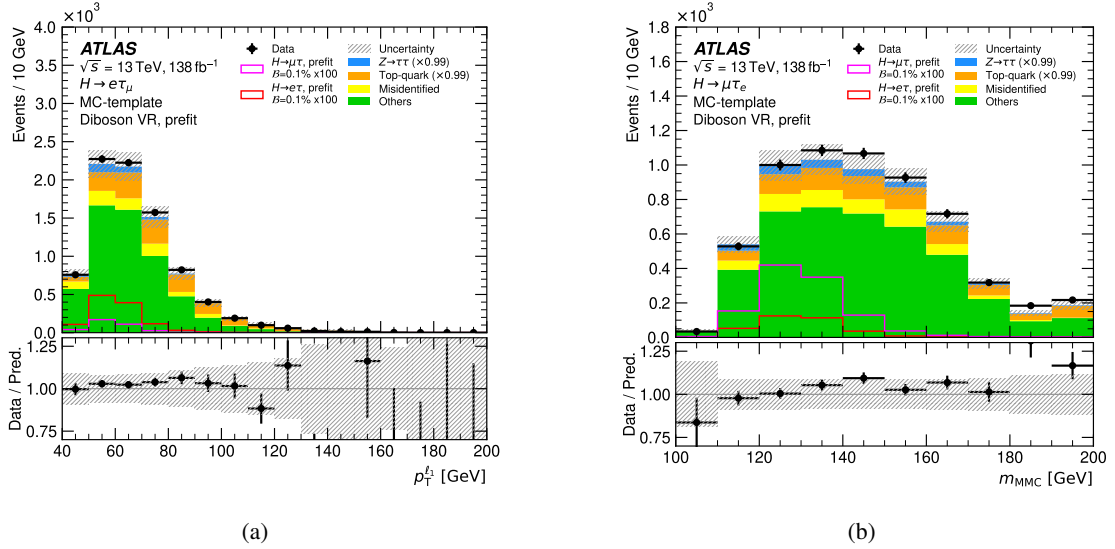 ×10³
Events / 10 GeV
4.0
3.5
3.0
2.5
2.0
1.5
1.0
0.5
0.0
ATLAS
√s = 13 TeV, 138 fb⁻¹
H→eτμ
MC-template
Diboson VR, prefit
Data
H→μτ, prefit
ℬ=0.1% x100
H→eτ, prefit
ℬ=0.1% x100
Uncertainty
Z→ττ (×0.99)
Top-quark (×0.99)
Misidentified
Others
Data / Pred.
1.25
1.00
0.75
40 60 80 100 120 140 160 180 200
p_T^ℓ₁ [GeV]
(a)
×10³
Events / 10 GeV
1.8
1.6
1.4
1.2
1.0
0.8
0.6
0.4
0.2
0.0
ATLAS
√s = 13 TeV, 138 fb⁻¹
H→μτe
MC-template
Diboson VR, prefit
Data
H→μτ, prefit
ℬ=0.1% x100
H→eτ, prefit
ℬ=0.1% x100
Uncertainty
Z→ττ (×0.99)
Top-quark (×0.99)
Misidentified
Others
Data / Pred.
1.25
1.00
0.75
100 120 140 160 180 200
m_MMC [GeV]
(b)